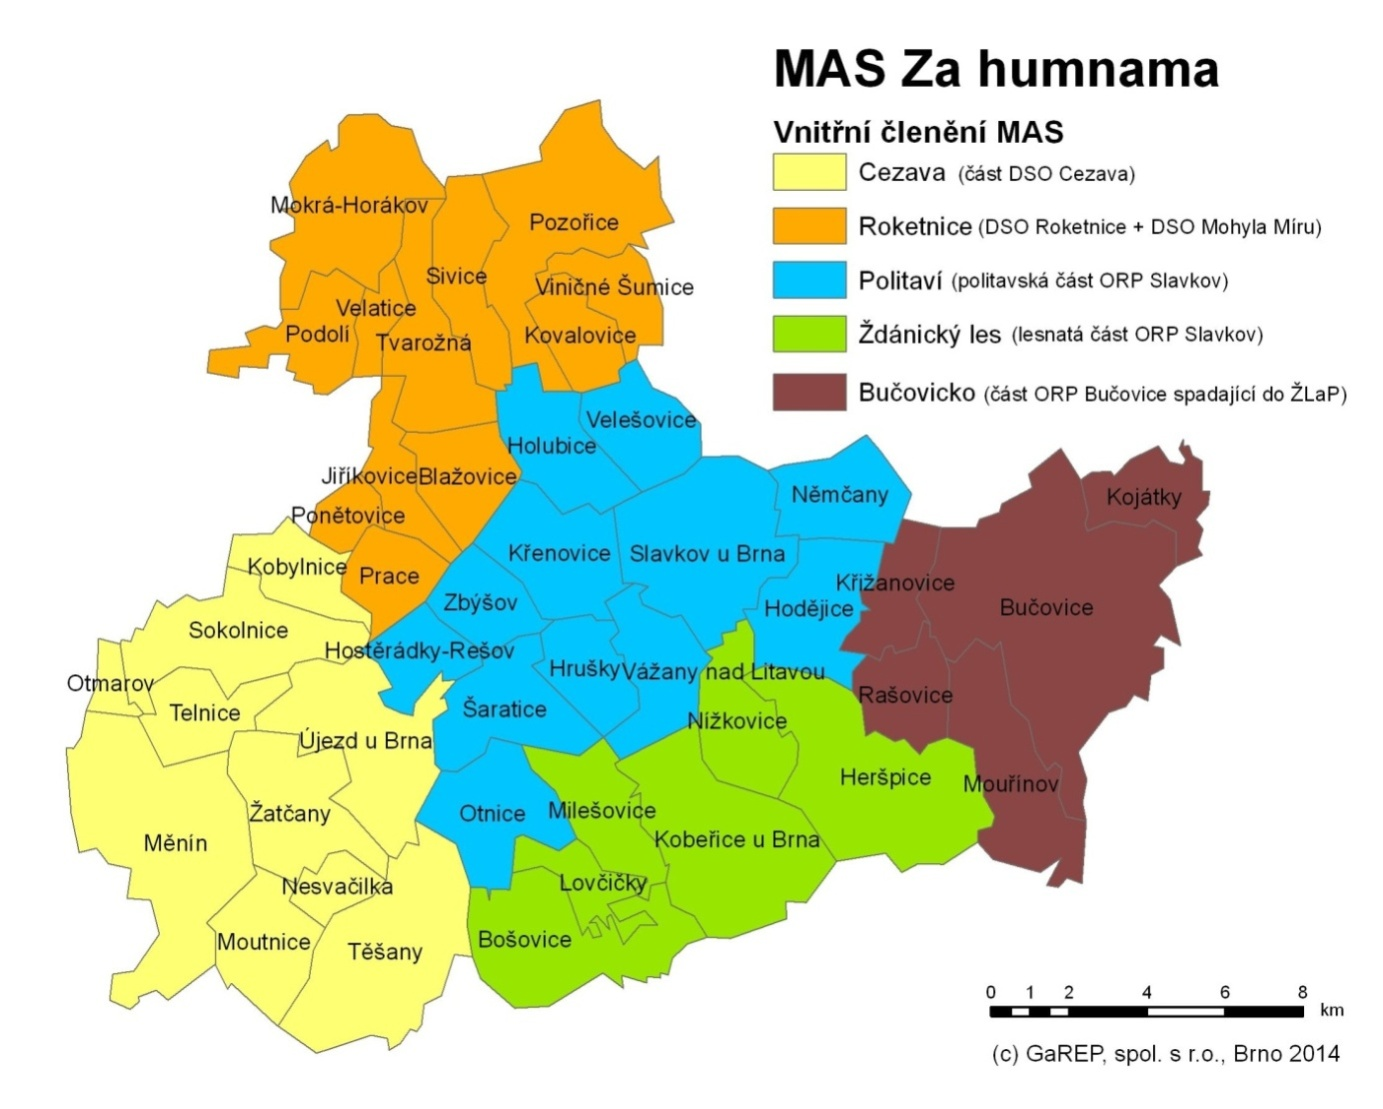 MAS Za humnama
Vnitřní členění MAS
Cezava (část DSO Cezava)
Roketnice (DSO Roketnice + DSO Mohyla Míru)
Politaví (politavská část ORP Slavkov)
Ždánický les (lesnatá část ORP Slavkov)
Bučovicko (část ORP Bučovice spadající do ŽLaP)
Mokrá-Horákov
Pozořice
Sivice
Viničné Šumice
Velatice
Podolí
Tvarožná
Kovalovice
Velešovice
Holubice
Jiříkovice
Blažovice
Němčany
Kojátky
Ponětovice
Křenovice
Slavkov u Brna
Kobylnice
Prace
Křižanovice
Zbýšov
Hodějice
Bučovice
Sokolnice
Hostěrádky-Rešov
Hrušky
Vážany nad Litavou
Otmarov
Rašovice
Telnice
Šaratice
Nížkovice
Újezd u Brna
Heršpice
Mouřínov
Žatčany
Otnice
Milešovice
Měnín
Kobeřice u Brna
Nesvačilka
Lovčičky
Moutnice
Těšany
Bošovice
0 1 2 4 6 8
km
(c) GaREP, spol. s r.o., Brno 2014